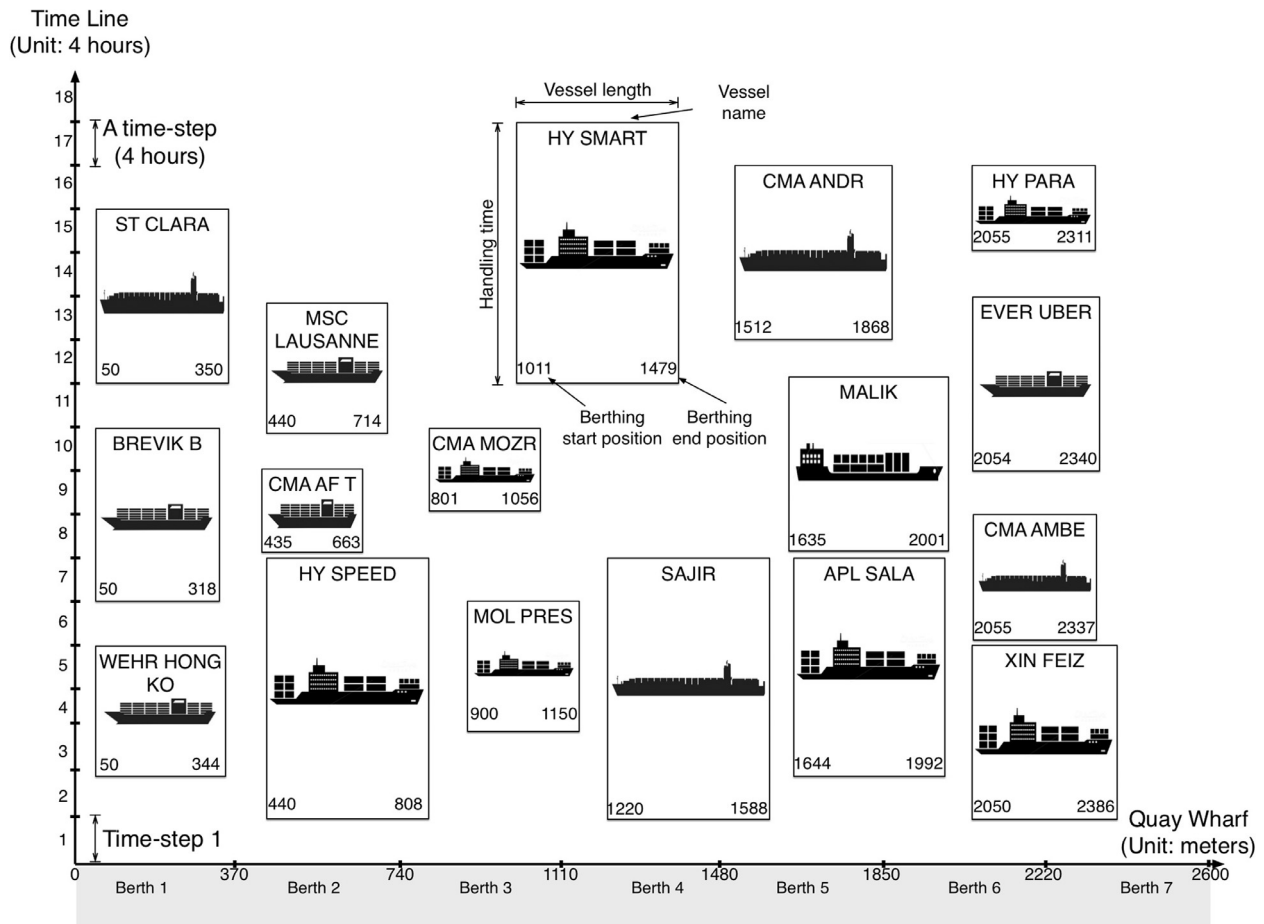 Time Line
(Unit: 4 hours)
18
17
16
15
14
13
12
11
10
9
8
7
6
5
4
3
2
1
A time-step
(4 hours)
Vessel length
Vessel
name
HY SMART
Handling time
1011 1479
Berthing
start position
Berthing
end position
CMA ANDR
1512 1868
HY PARA
2055 2311
ST CLARA
50 350
MSC
LAUSANNE
440 714
EVER UBER
2054 2340
MALIK
1635 2001
BREVIK B
50 318
CMA MOZR
801 1056
CMA AF T
435 663
CMA AMBE
2055 2337
HY SPEED
440 808
SAJIR
1220 1588
APL SALA
1644 1992
MOL PRES
900 1150
WEHR HONG
KO
50 344
XIN FEIZ
2050 2386
Time-step 1
Quay Wharf
(Unit: meters)
0 370 740 1110 1480 1850 2220 2600
Berth 1 Berth 2 Berth 3 Berth 4 Berth 5 Berth 6 Berth 7